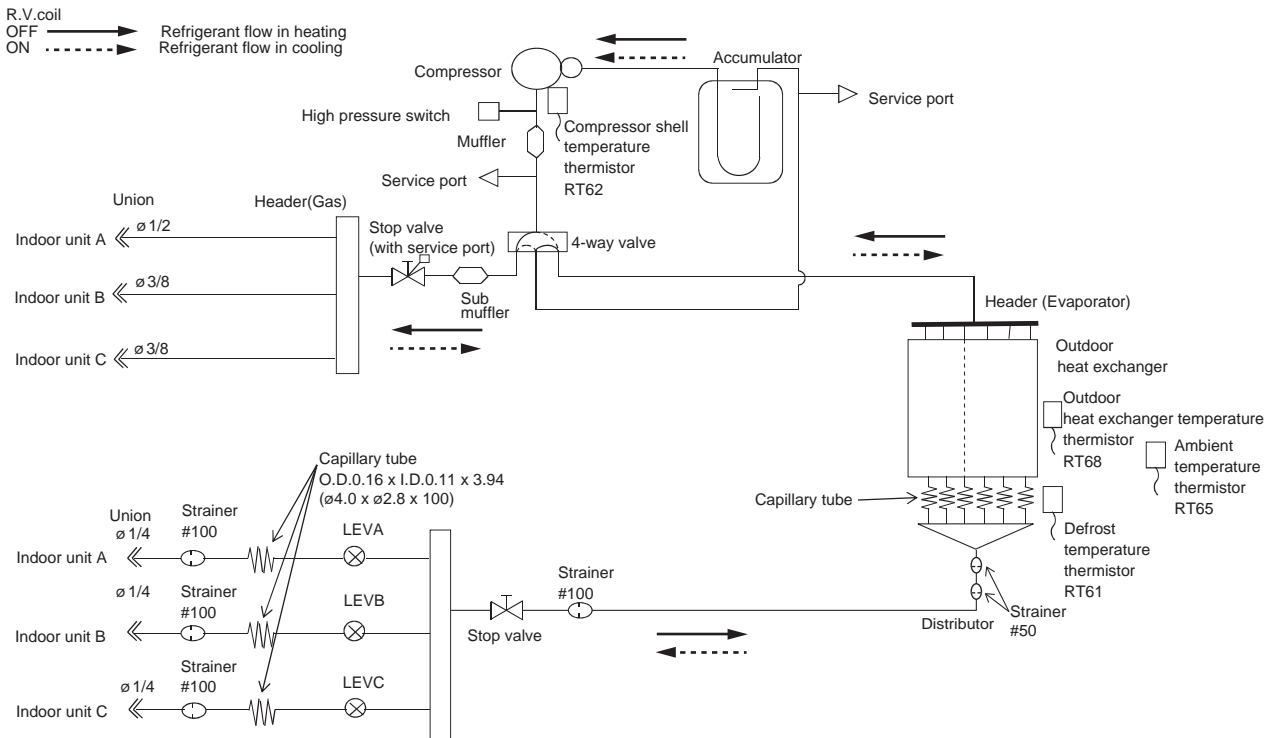 R.V.coil
OFF Refrigerant flow in heating
ON Refrigerant flow in cooling
Compressor
Accumulator
Service port
High pressure switch
Muffler
Compressor shell
temperature
thermistor
RT62
Service port
Union
Header(Gas)
Stop valve
(with service port)
4-way valve
Indoor unit A
ø 1/2
Indoor unit B
ø 3/8
Indoor unit C
ø 3/8
Sub
muffler
Header (Evaporator)
Outdoor
heat exchanger
Outdoor
heat exchanger temperature
thermistor
RT68
Ambient
temperature
thermistor
RT65
Capillary tube
Defrost
temperature
thermistor
RT61
Strainer
#50
Distributor
Capillary tube
O.D.0.16 x I.D.0.11 x 3.94
(ø4.0 x ø2.8 x 100)
Union
ø 1/4
Strainer
#100
LEVA
Indoor unit A
ø 1/4
Strainer
#100
LEVB
Indoor unit B
ø 1/4
Strainer
#100
LEVC
Indoor unit C
Stop valve
Strainer
#100